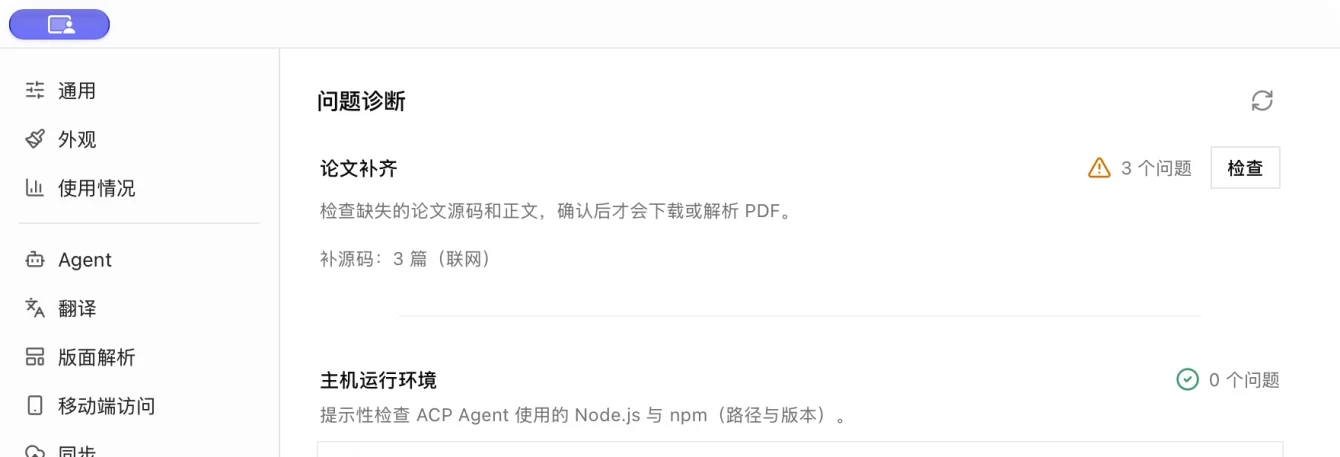 通用
外观
使用情况
Agent
翻译
版面解析
移动端访问
同步
问题诊断
论文补齐
3 个问题
检查
检查缺失的论文源码和正文，确认后才会下载或解析 PDF。
补源码：3 篇（联网）
主机运行环境
0 个问题
提示性检查 ACP Agent 使用的 Node.js 与 npm（路径与版本）。